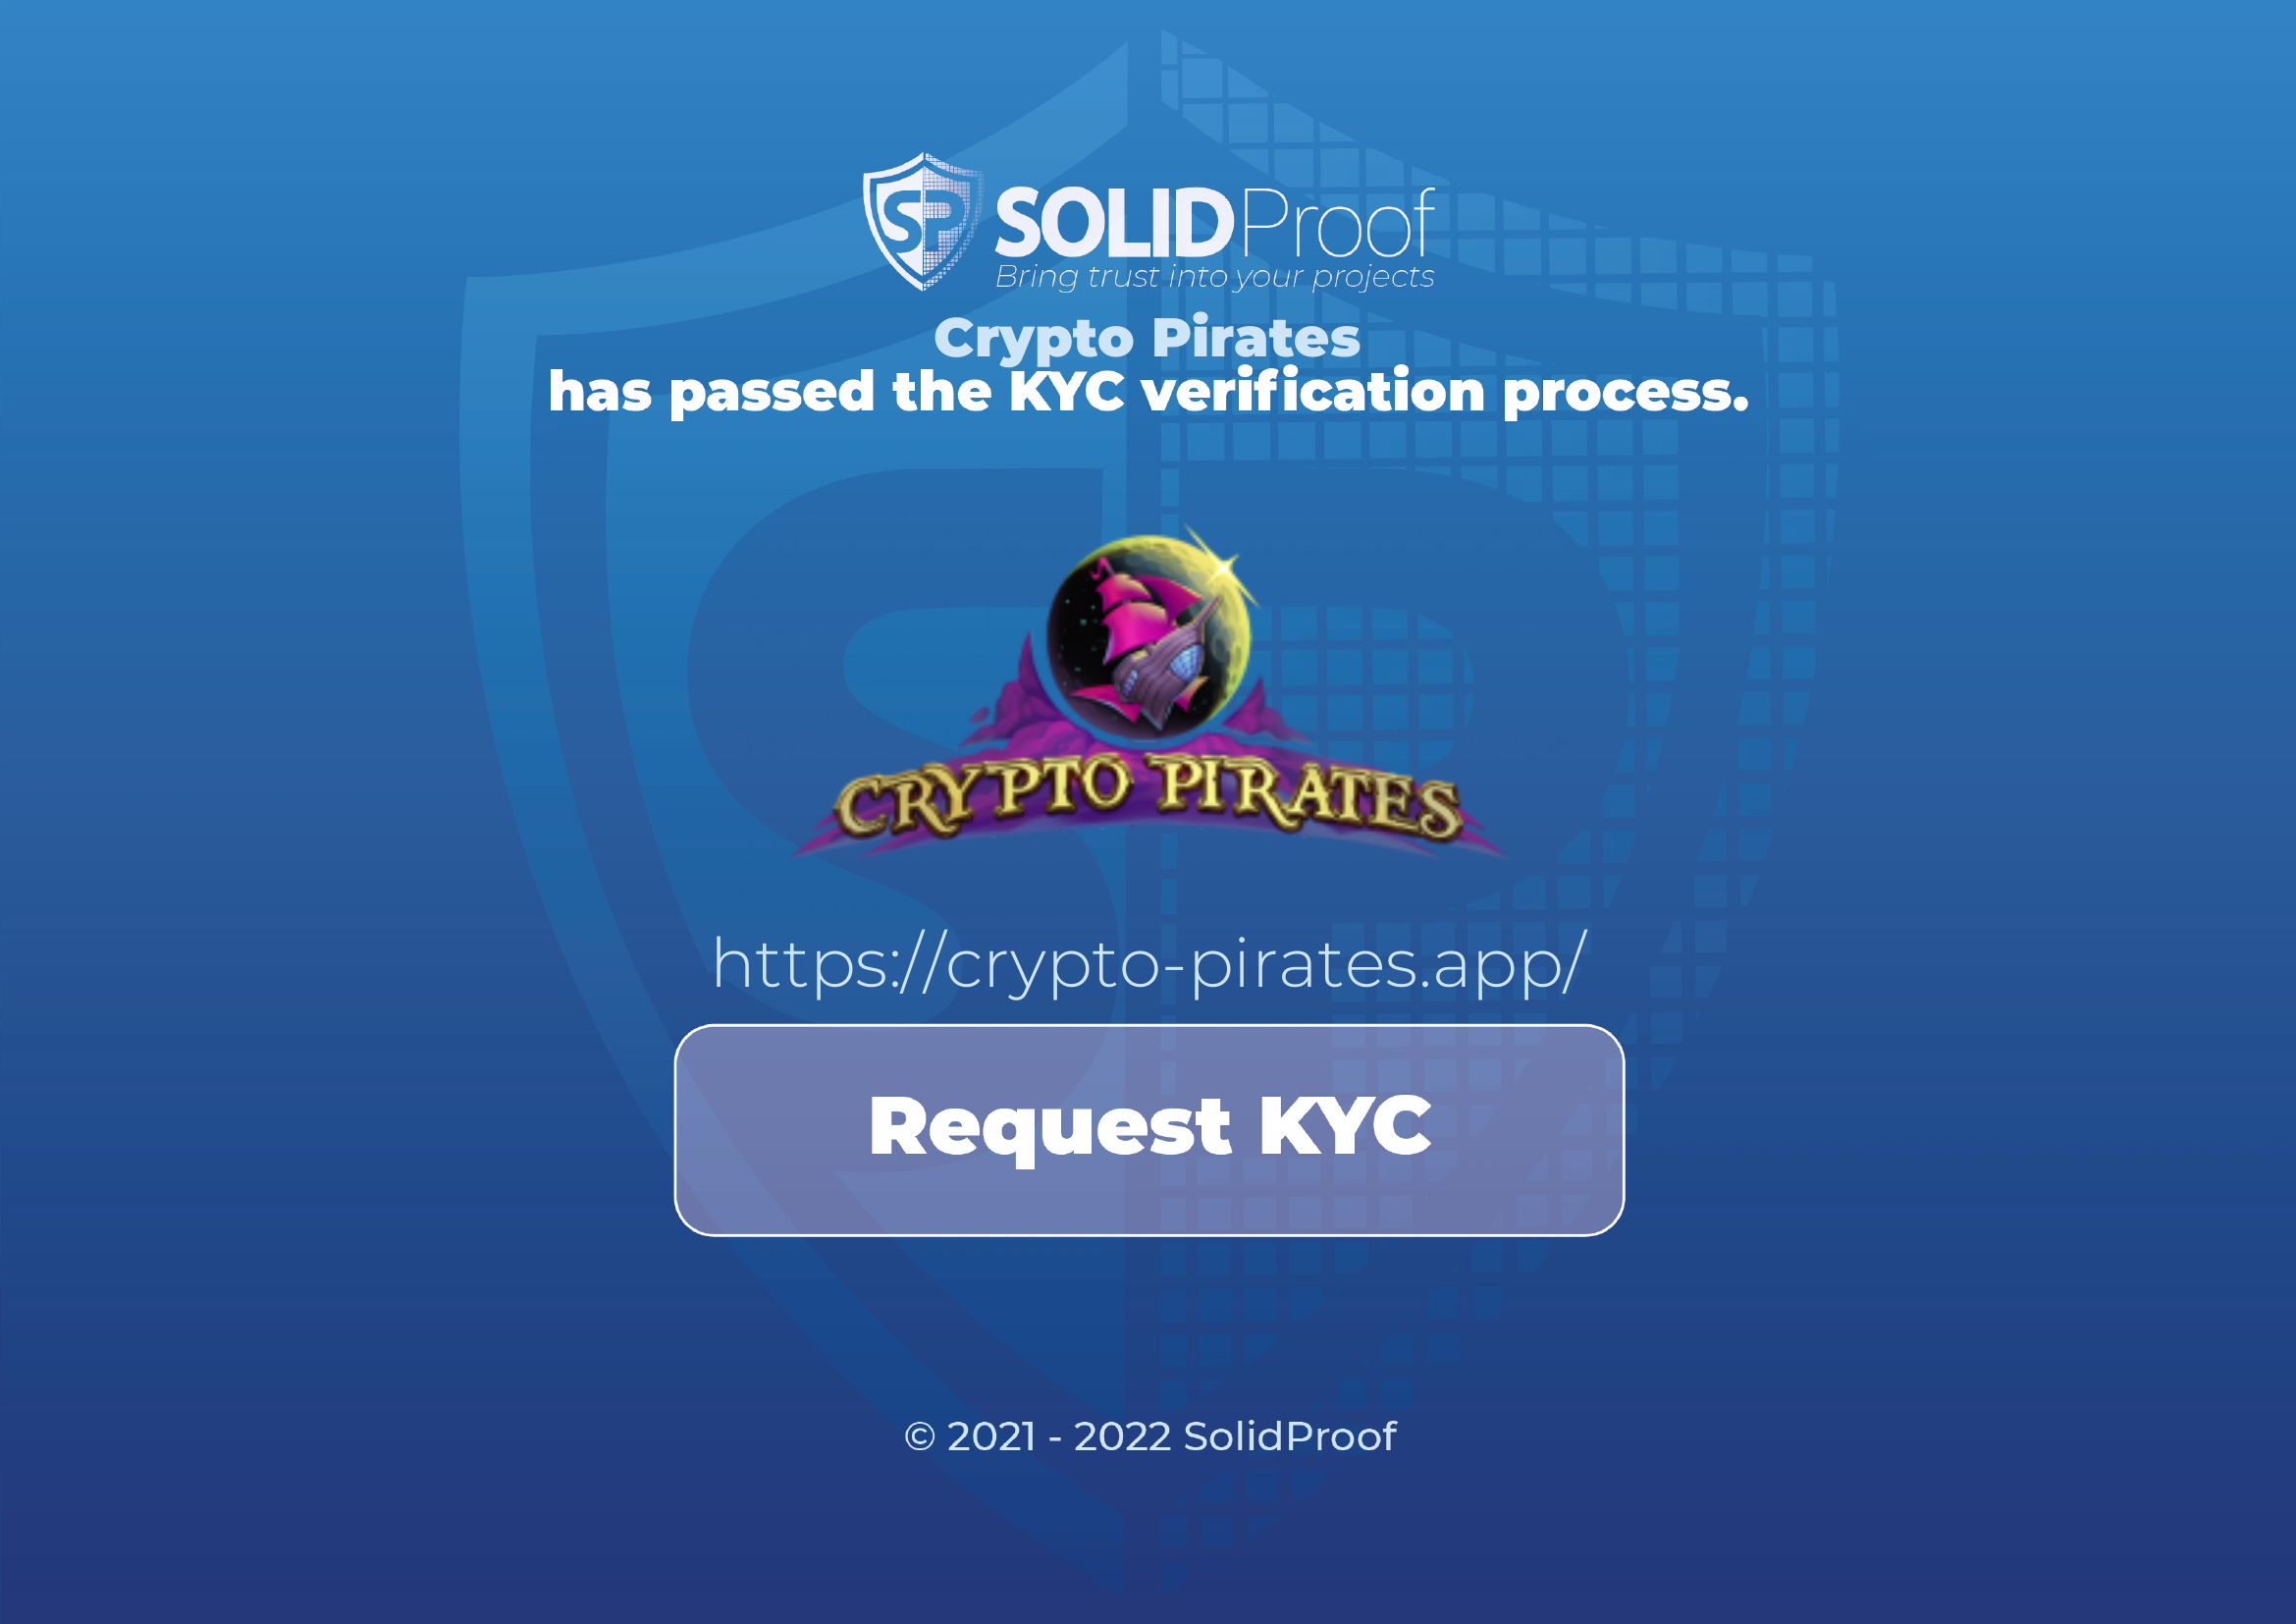 SP SOLIDProof
Bring trust into your projects
Crypto Pirates
has passed the KYC verification process.
CRYPTO PIRATES
https://crypto-pirates.app/
Request KYC
© 2021 - 2022 SolidProof